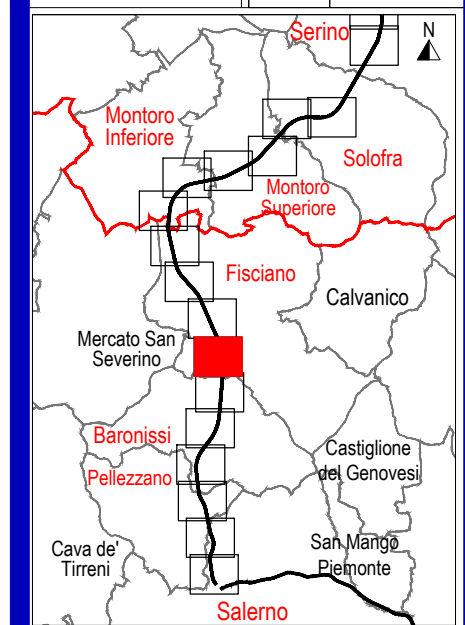 Serino
N
Montoro
Inferiore
Solofra
Montoro
Superiore
Fisciano
Calvanico
Mercato San
Severino
Baronissi
Castiglione
del Genovesi
Pellezzano
Cava de'
Tirreni
San Mango
Piemonte
Salerno